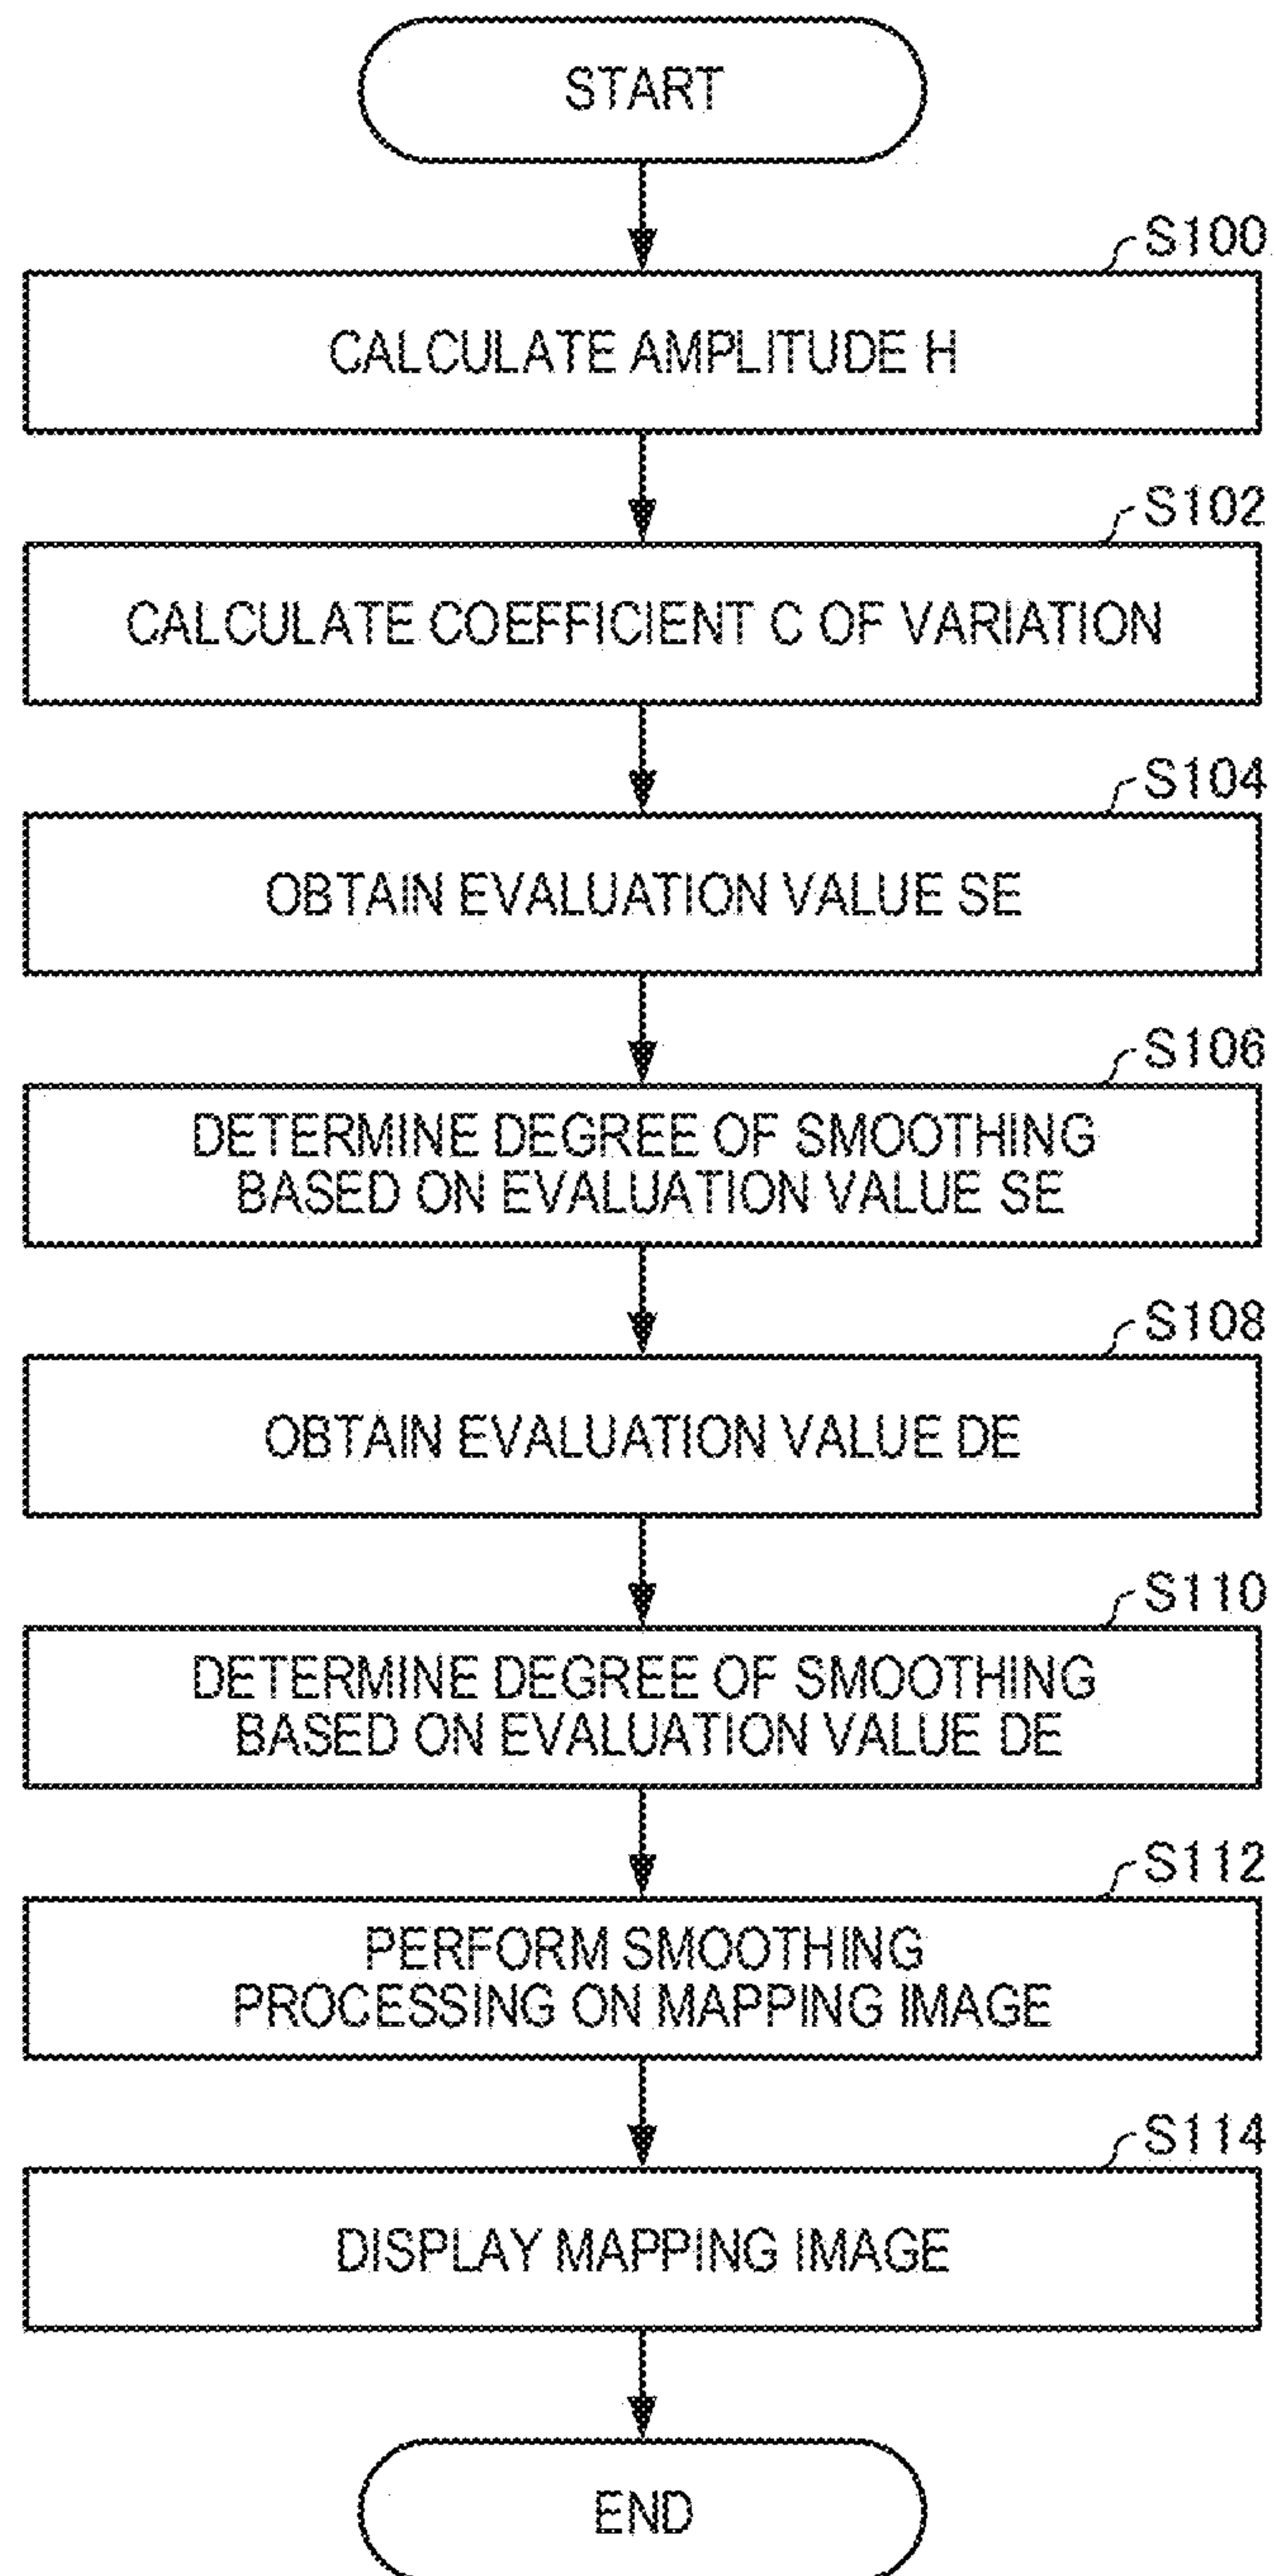 START
S100
CALCULATE AMPLITUDE H
S102
CALCULATE COEFFICIENT C OF VARIATION
S104
OBTAIN EVALUATION VALUE SE
S106
DETERMINE DEGREE OF SMOOTHING
BASED ON EVALUATION VALUE SE
S108
OBTAIN EVALUATION VALUE DE
S110
DETERMINE DEGREE OF SMOOTHING
BASED ON EVALUATION VALUE DE
S112
PERFORM SMOOTHING
PROCESSING ON MAPPING IMAGE
S114
DISPLAY MAPPING IMAGE
END